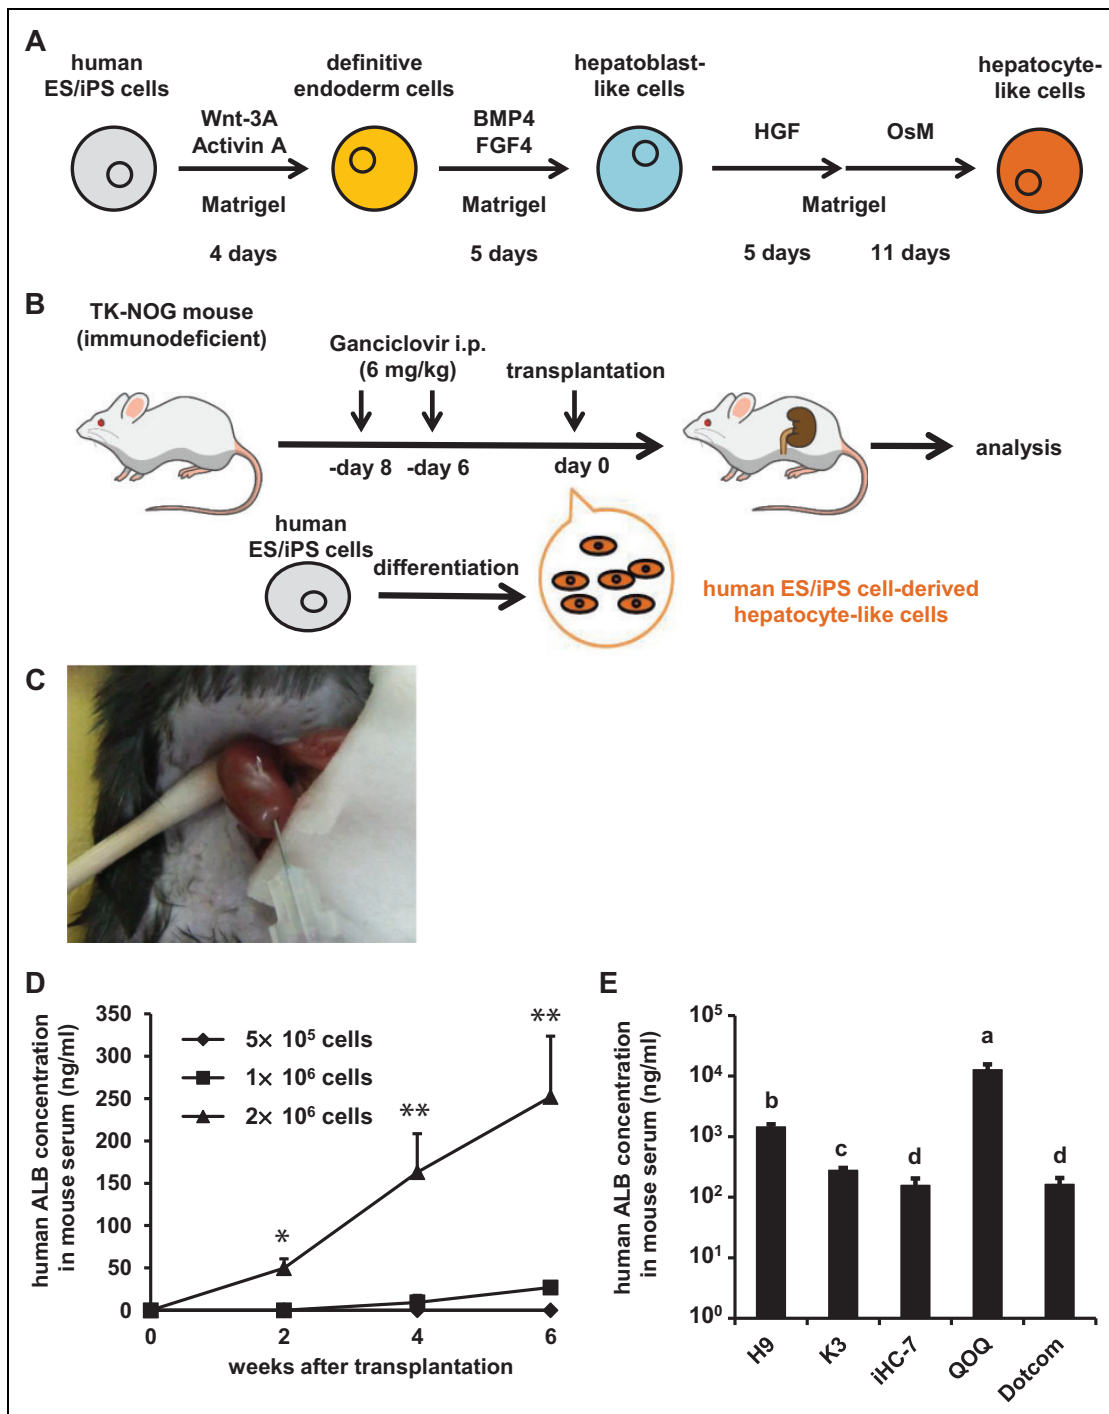 A
human
ES/iPS cells
definitive
endoderm cells
hepatoblast-
like cells
hepatocyte-
like cells
Wnt-3A
Activin A
BMP4
FGF4
HGF
OsM
Matrigel
Matrigel
Matrigel
4 days
5 days
5 days
11 days
B
TK-NOG mouse
(immunodeficient)
Ganciclovir i.p.
(6 mg/kg)
transplantation
-day 8
-day 6
day 0
analysis
human
ES/iPS cells
differentiation
human ES/iPS cell-derived
hepatocyte-like cells
C
D
human ALB concentration
in mouse serum (ng/ml)
350
300
250
200
150
100
50
0
5× 10⁵ cells
1× 10⁶ cells
2× 10⁶ cells
*
**
**
0
2
4
6
weeks after transplantation
E
human ALB concentration
in mouse serum (ng/ml)
10⁵
10⁴
10³
10²
10¹
10⁰
b
c
d
a
d
H9
K3
iHC-7
QOQ
Dotcom